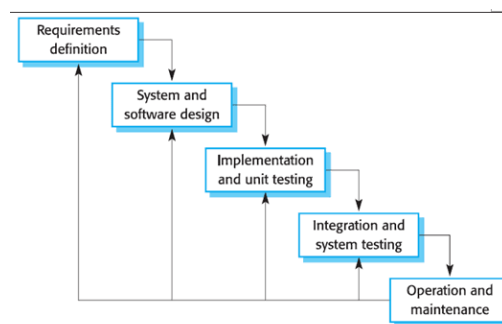 Requirements
definition
System and
software design
Implementation
and unit testing
Integration and
system testing
Operation and
maintenance